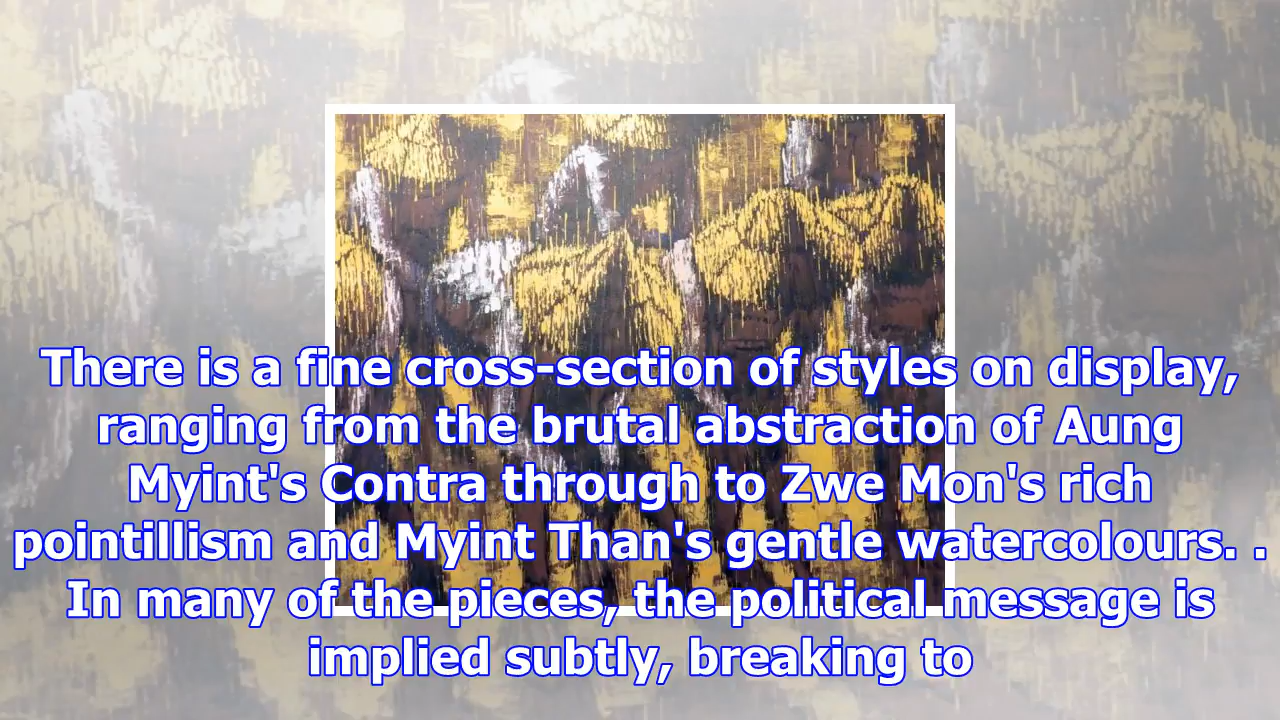 There is a fine cross-section of styles on display,
ranging from the brutal abstraction of Aung
Myint's Contra through to Zwe Mon's rich
pointillism and Myint Than's gentle watercolours. .
In many of the pieces, the political message is
implied subtly, breaking to